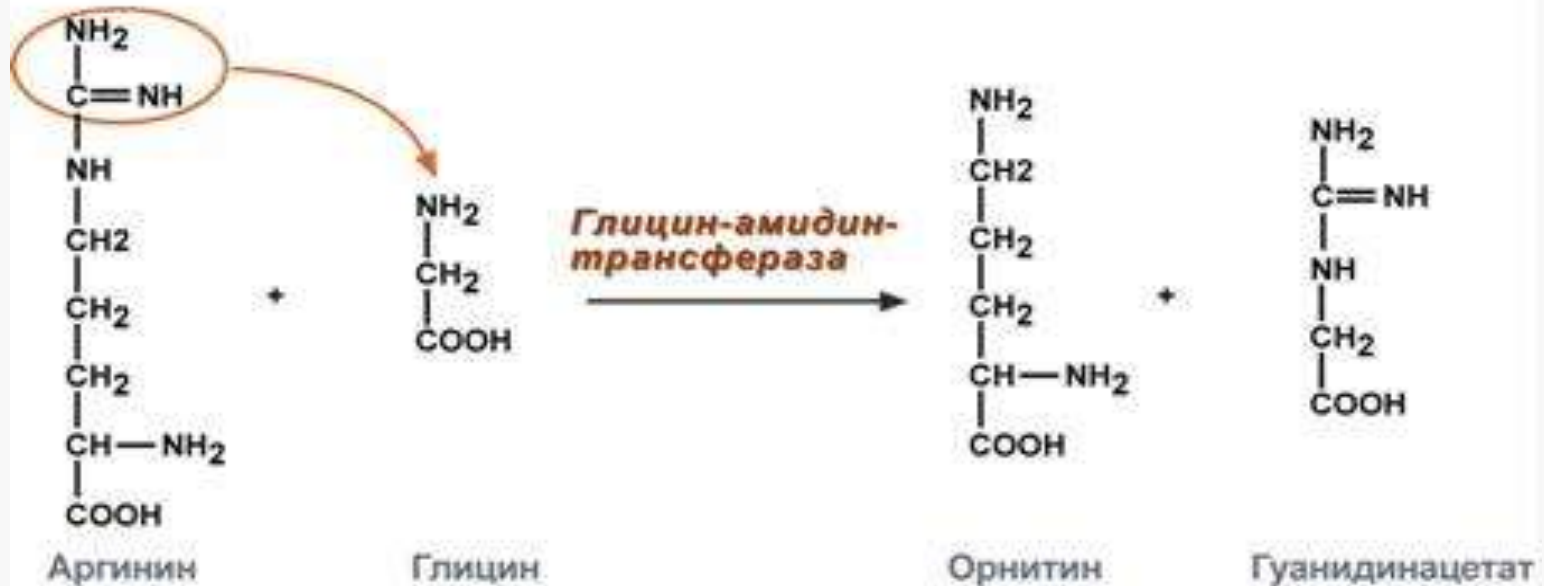 NH₂
C=NH
NH
CH2
CH₂
CH₂
CH—NH₂
COOH
Аргинин
+
NH₂
CH₂
COOH
Глицин
Глицин-амидин-
трансфераза
NH₂
CH2
CH₂
CH₂
CH—NH₂
COOH
Орнитин
+
NH₂
C=NH
NH
CH₂
COOH
Гуанидинацетат